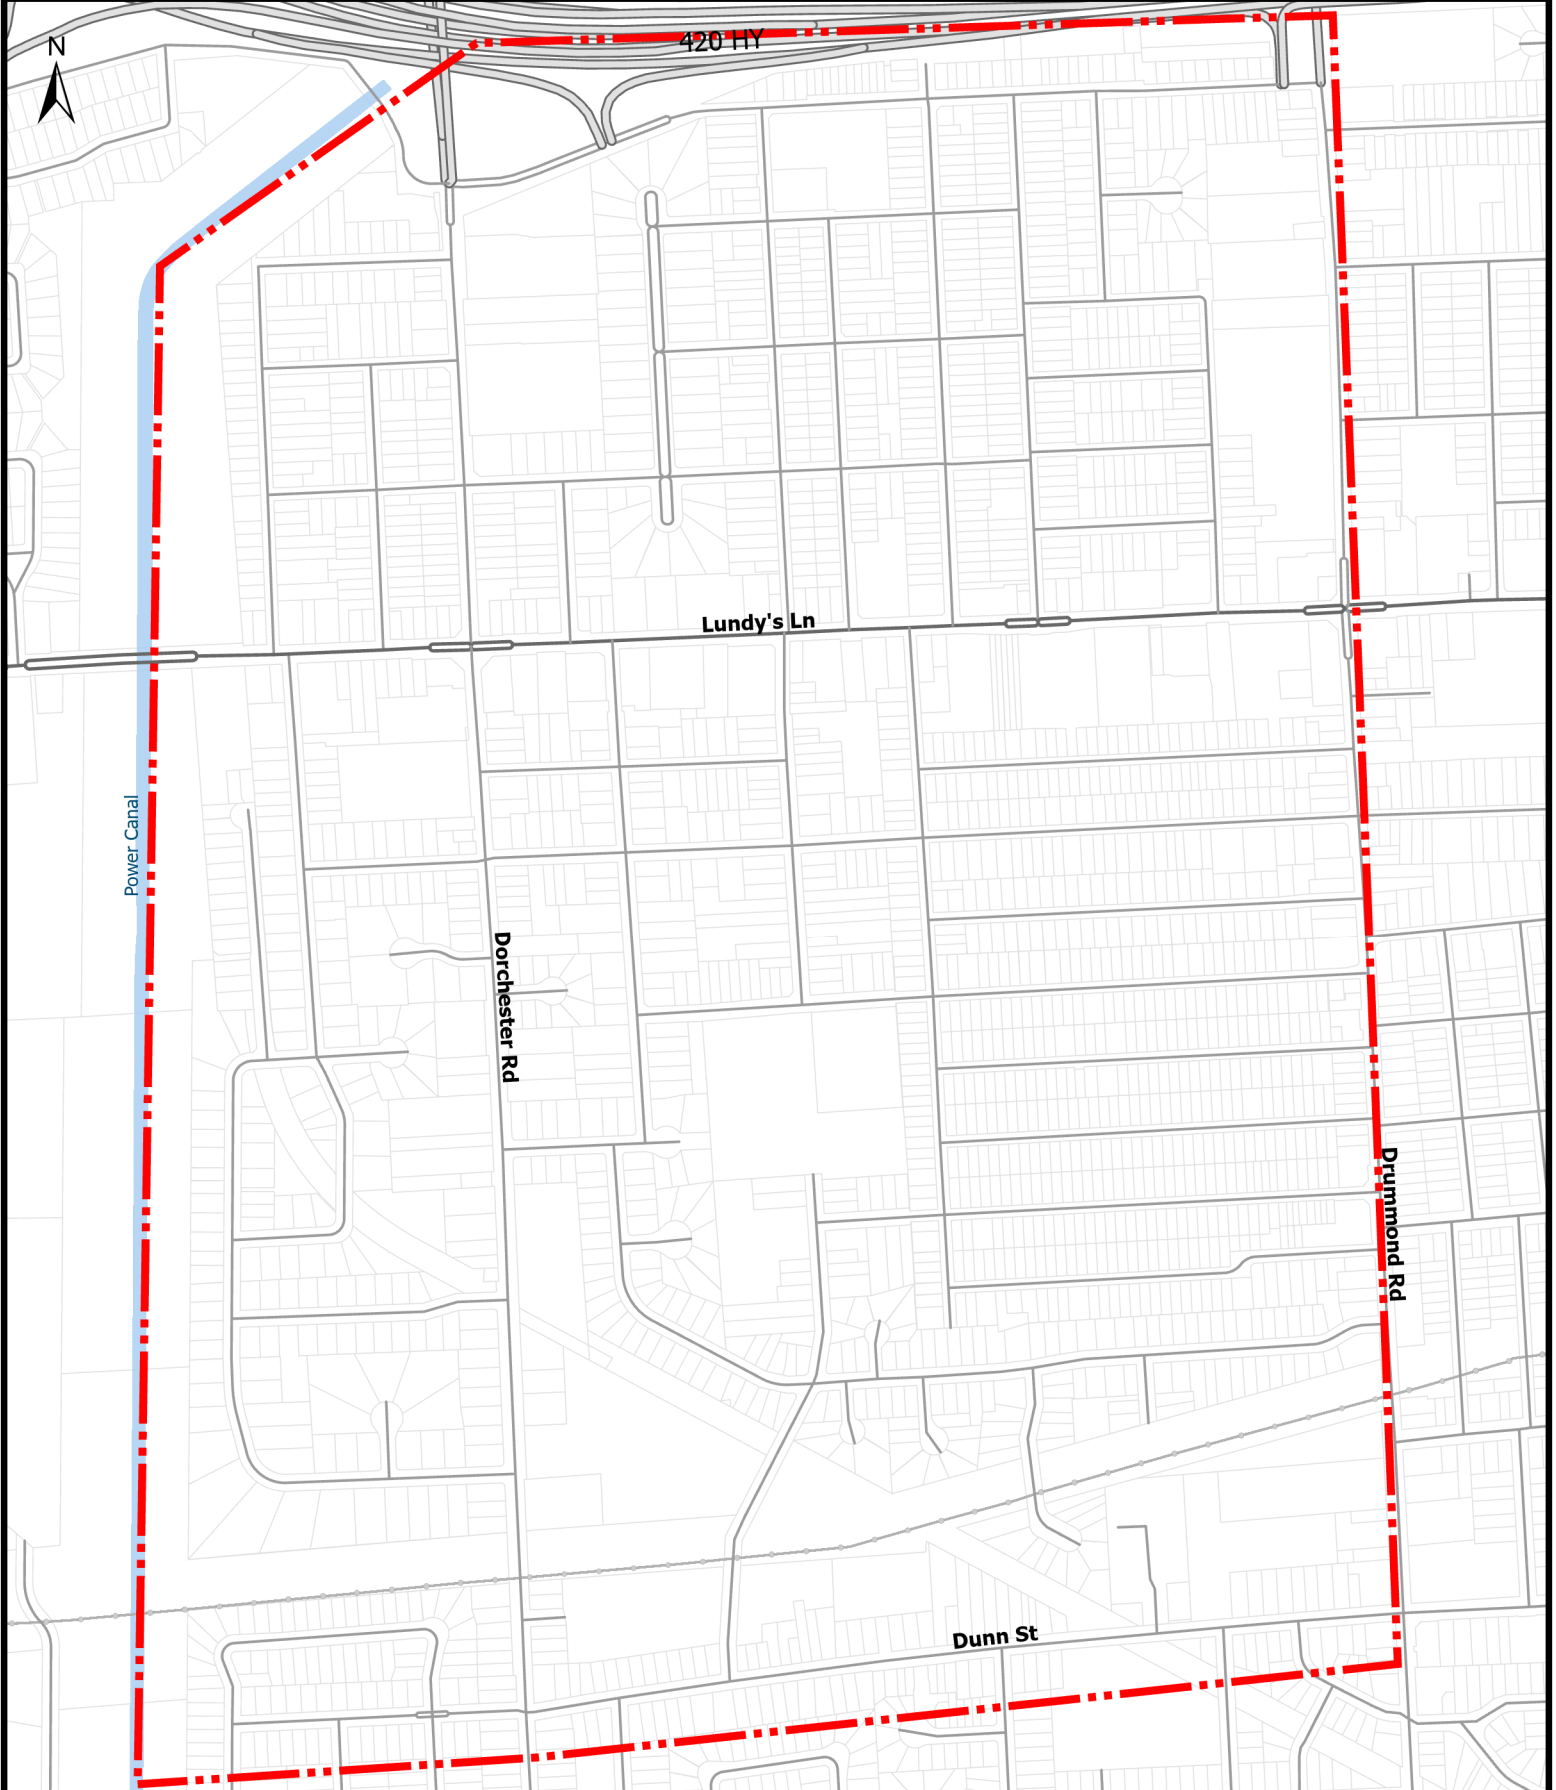 N
420 HY
Lundy's Ln
Power Canal
Dorchester Rd
Drummond Rd
Dunn St